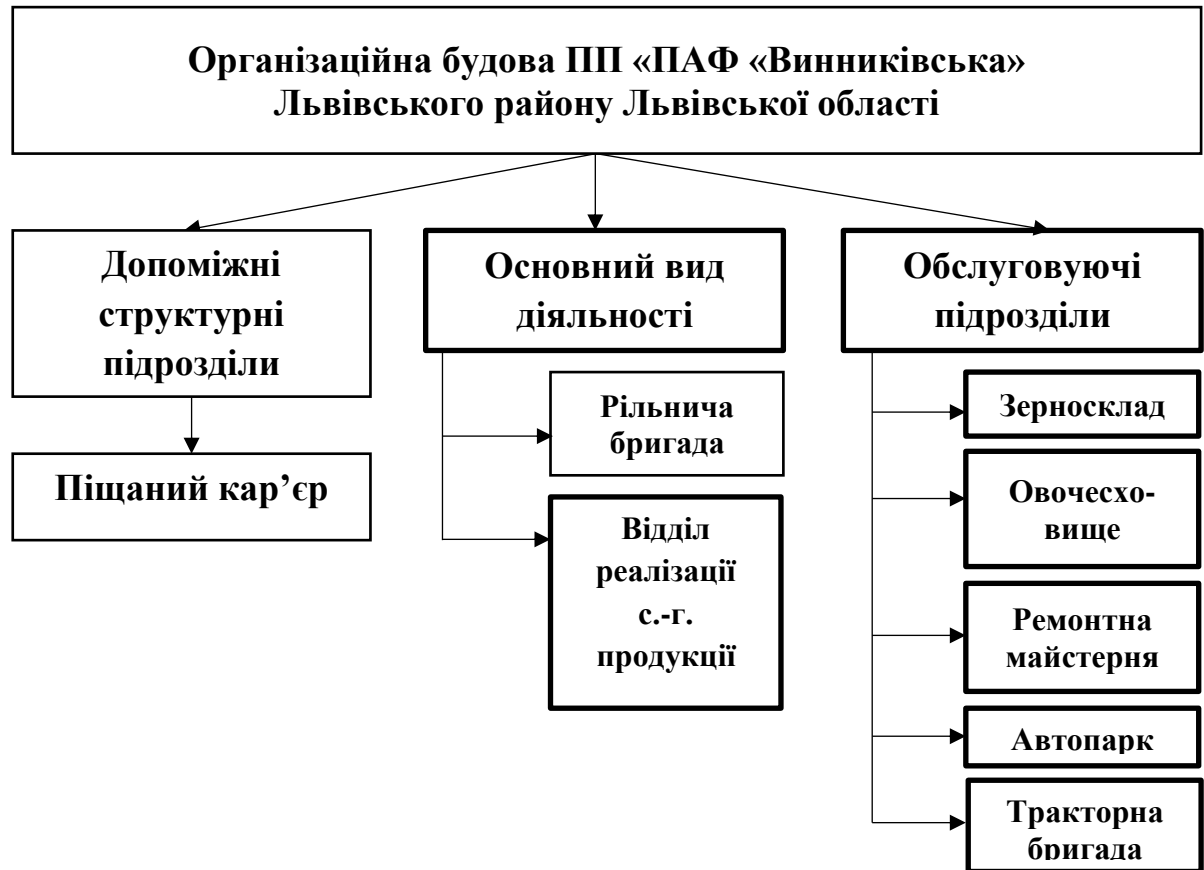 Організаційна будова ПП «ПАФ «Винниківська»
Львівського району Львівської області
Допоміжні
структурні
підрозділи
Піщаний кар’єр
Основний вид
діяльності
Рільнича
бригада
Відділ
реалізації
с.-г.
продукції
Обслуговуючі
підрозділи
Зерносклад
Овочесхо-
вище
Ремонтна
майстерня
Автопарк
Тракторна
бригада